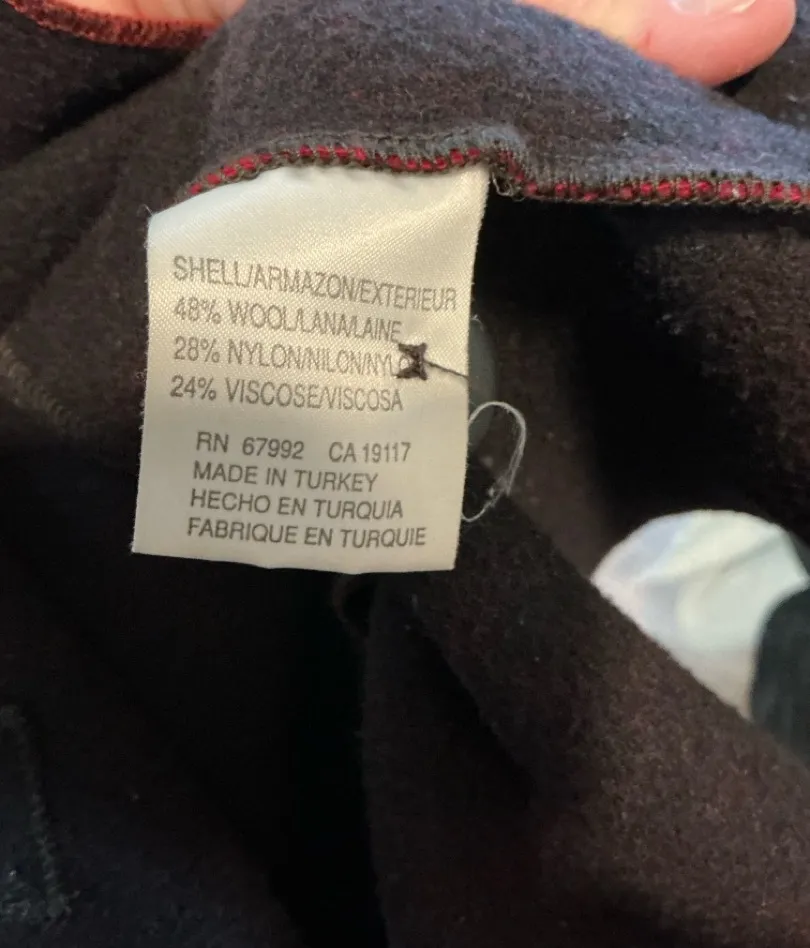 SHELL/ARMAZON/EXTERIEUR
48% WOOL/LANA/LAINE
28% NYLON/NILON/NYL
24% VISCOSE/VISCOSA
RN 67992 CA 19117
MADE IN TURKEY
HECHO EN TURQUIA
FABRIQUE EN TURQUIE